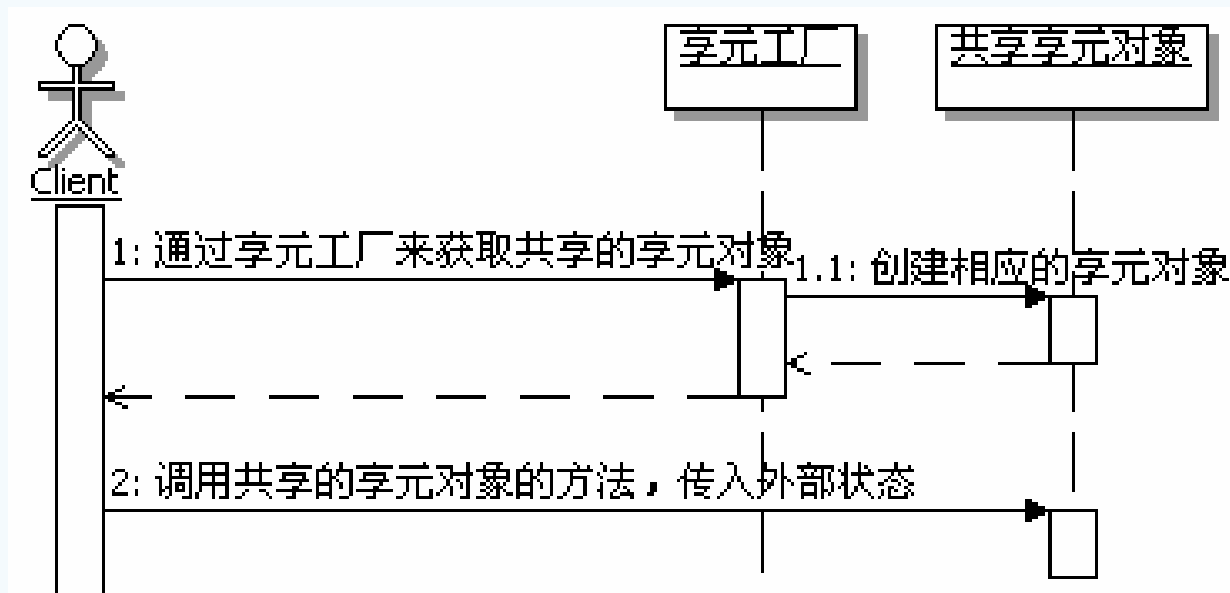 享元工厂
共享享元对象
Client
1: 通过享元工厂来获取共享的享元对象
1.1: 创建相应的享元对象
2: 调用共享的享元对象的方法，传入外部状态